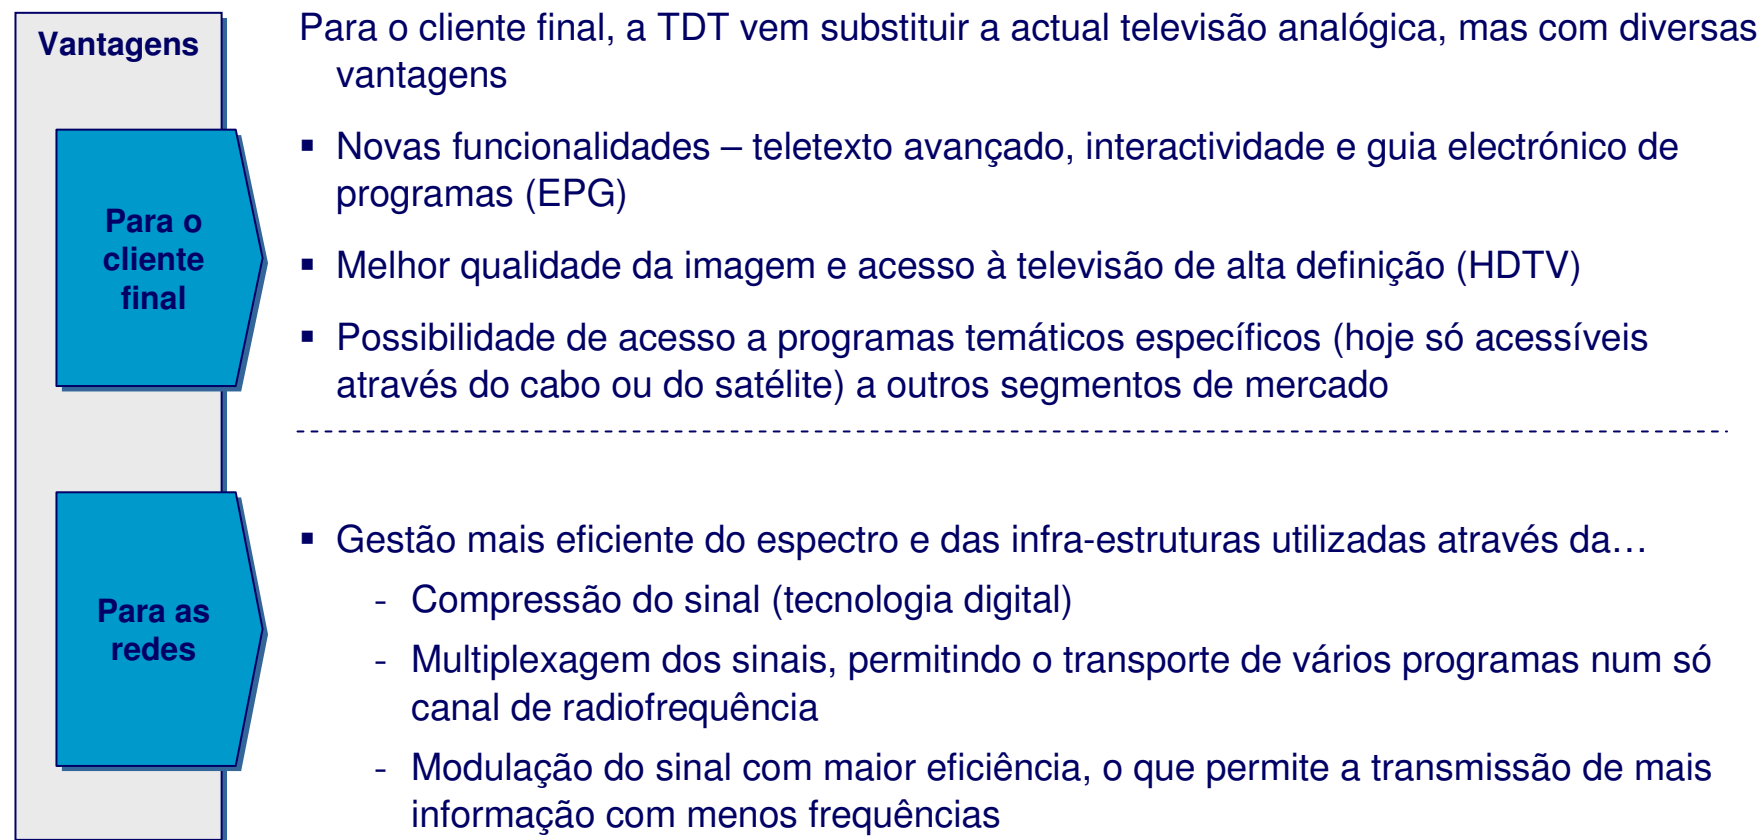 Vantagens
Para o cliente final, a TDT vem substituir a actual televisão analógica, mas com diversas
vantagens
Para o
cliente
final
▪ Novas funcionalidades – teletexto avançado, interactividade e guia electrónico de
programas (EPG)
▪ Melhor qualidade da imagem e acesso à televisão de alta definição (HDTV)
▪ Possibilidade de acesso a programas temáticos específicos (hoje só acessíveis
através do cabo ou do satélite) a outros segmentos de mercado
Para as
redes
▪ Gestão mais eficiente do espectro e das infra-estruturas utilizadas através da…
- Compressão do sinal (tecnologia digital)
- Multiplexagem dos sinais, permitindo o transporte de vários programas num só
canal de radiofrequência
- Modulação do sinal com maior eficiência, o que permite a transmissão de mais
informação com menos frequências